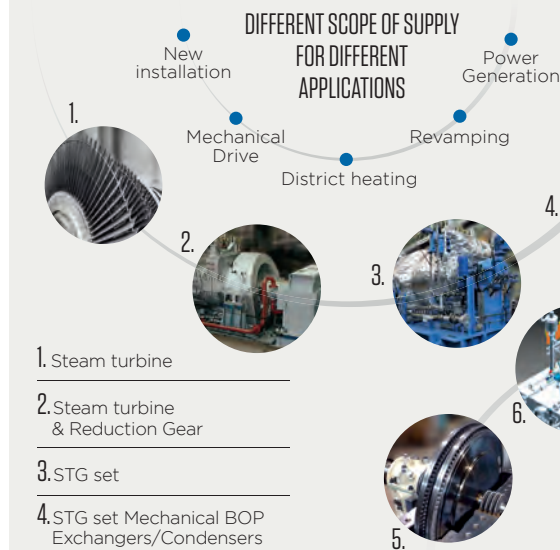 DIFFERENT SCOPE OF SUPPLY
FOR DIFFERENT
APPLICATIONS
New
installation
Mechanical
Drive
District heating
Revamping
Power
Generation
1.
2.
3.
4.
5.
6.
1. Steam turbine
2. Steam turbine
& Reduction Gear
3. STG set
4. STG set Mechanical BOP
Exchangers/Condensers